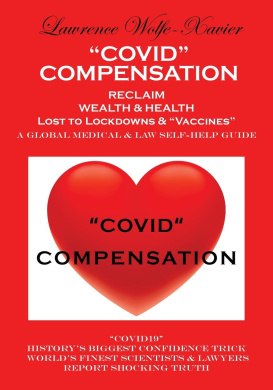 Lawrence Wolfe-Xavier
"COVID"
COMPENSATION
RECLAIM
WEALTH & HEALTH
LOST TO LOCKDOWNS & "VACCINES"
A GLOBAL MEDICAL & LAW SELF-HELP GUIDE
"COVID"
COMPENSATION
"COVID19"
HISTORY'S BIGGEST CONFIDENCE TRICK
WORLD'S FINEST SCIENTISTS & LAWYERS
REPORT SHOCKING TRUTH